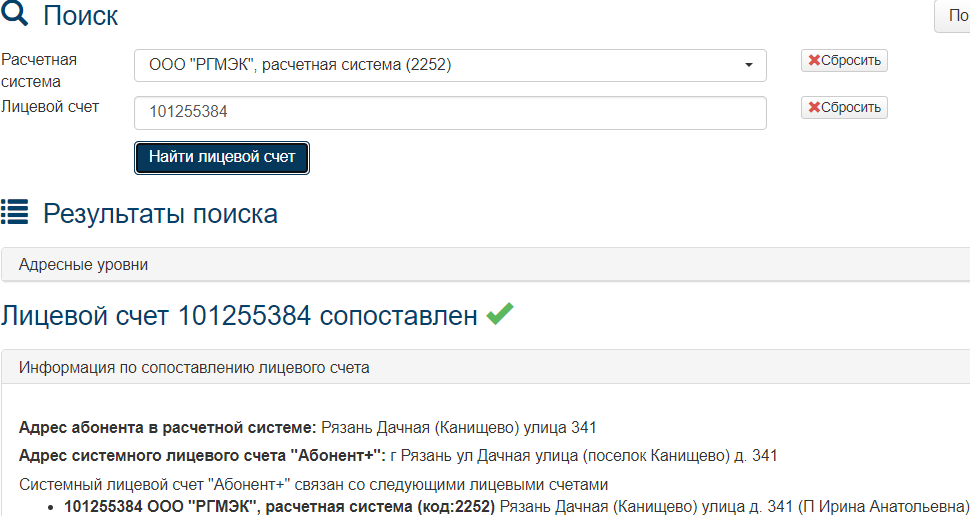 Поиск
По
Расчетная система
ООО "РГМЭК", расчетная система (2252)
Сбросить
Лицевой счет
101255384
Сбросить
Найти лицевой счет
Результаты поиска
Адресные уровни
Лицевой счет 101255384 сопоставлен
Информация по сопоставлению лицевого счета
Адрес абонента в расчетной системе: Рязань Дачная (Канищево) улица 341
Адрес системного лицевого счета "Абонент+": г Рязань ул Дачная улица (поселок Канищево) д. 341
Системный лицевой счет "Абонент+" связан со следующими лицевыми счетами
• 101255384 ООО "РГМЭК", расчетная система (код:2252) Рязань Дачная (Канищево) улица д. 341 (П Ирина Анатольевна)